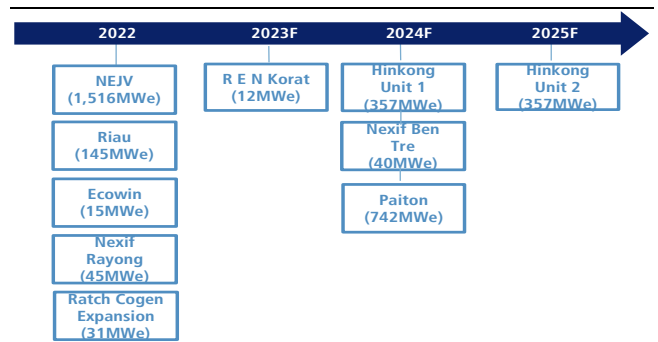 2022 2023F 2024F 2025F
NEJV
(1,516MWe)
Riau
(145MWe)
Ecowin
(15MWe)
Nexif
Rayong
(45MWe)
Ratch Cogen
Expansion
(31MWe)
R E N Korat
(12MWe)
Hinkong
Unit 1
(357MWe)
Nexif Ben
Tre
(40MWe)
Paiton
(742MWe)
Hinkong
Unit 2
(357MWe)